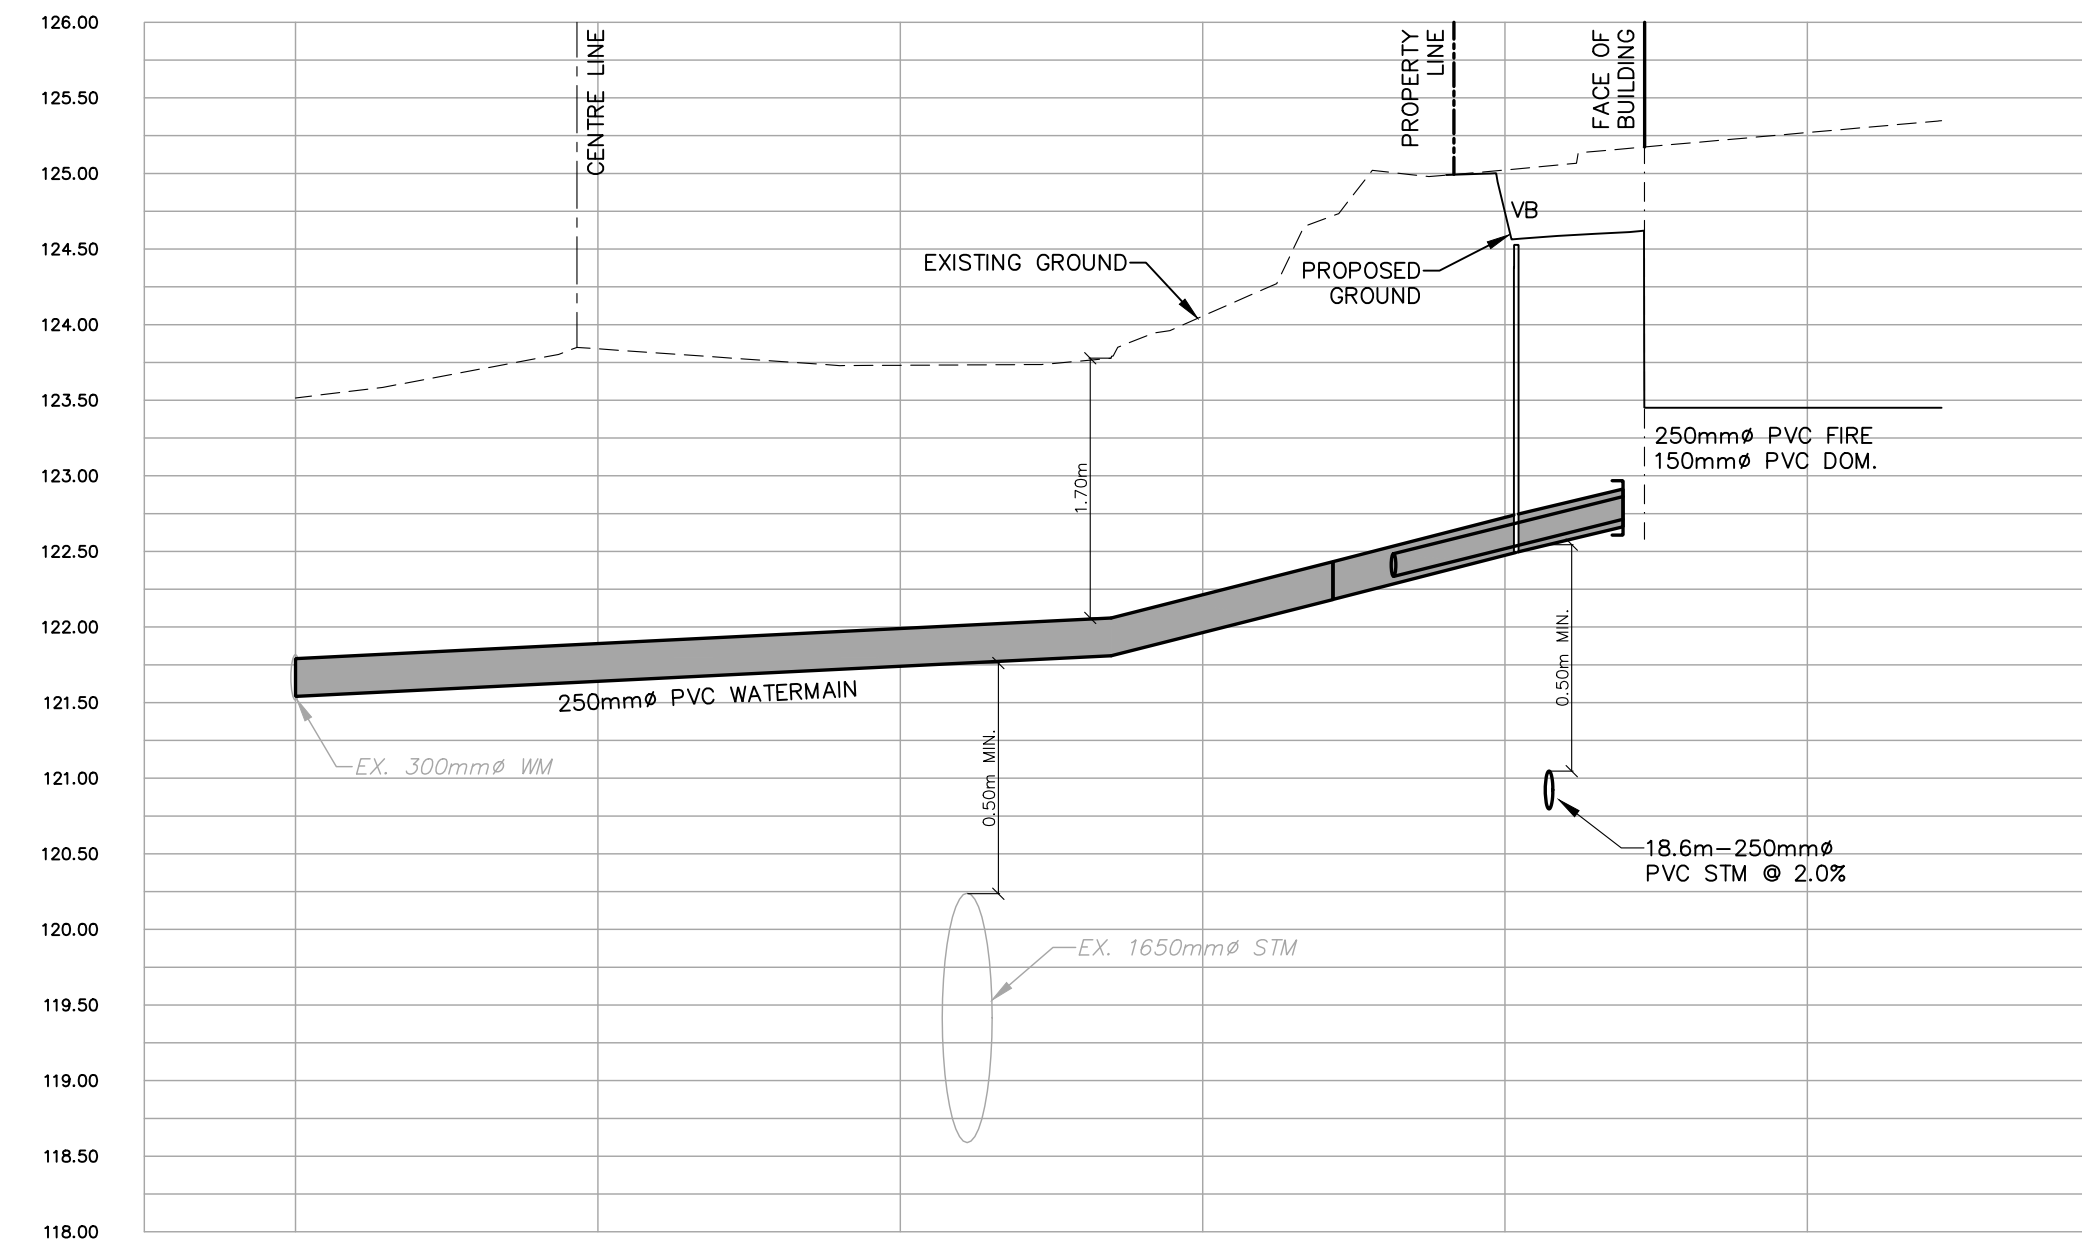 126.00
125.50
125.00
124.50
124.00
123.50
123.00
122.50
122.00
121.50
121.00
120.50
120.00
119.50
119.00
118.50
118.00
CENTRE LINE
PROPERTY
LINE
FACE OF
BUILDING
VB
EXISTING GROUND
PROPOSED
GROUND
250mmø PVC FIRE
150mmø PVC DOM.
1.70m
0.50m MIN.
250mmø PVC WATERMAIN
EX. 300mmø WM
0.50m MIN.
18.6m-250mmø
PVC STM @ 2.0%
EX. 1650mmø STM